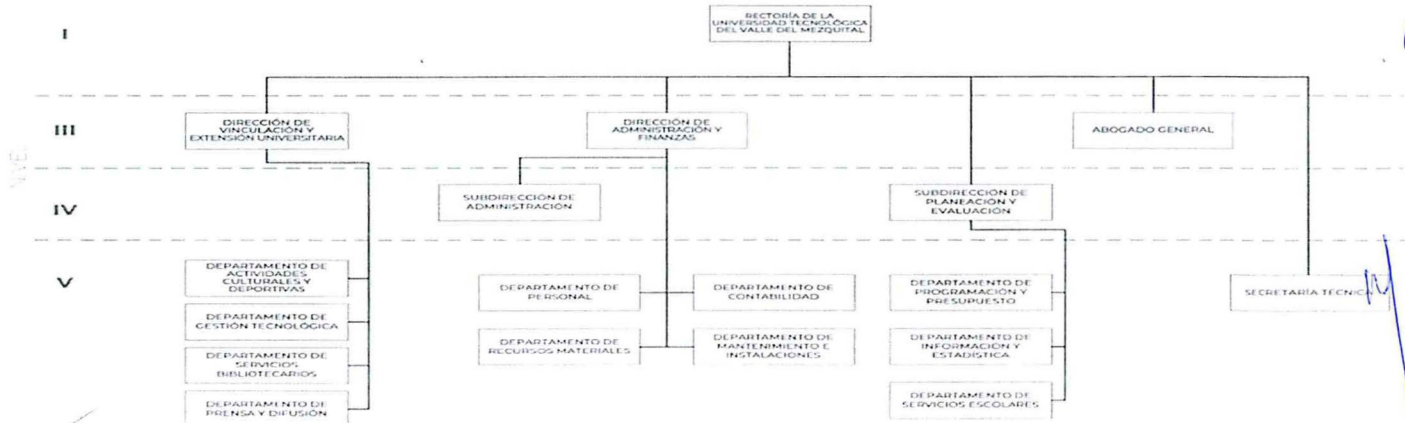 I
RECTORÍA DE LA
UNIVERSIDAD TECNOLÓGICA
DEL VALLE DEL MEZQUITAL
III
DIRECCIÓN DE
VINCULACIÓN Y
EXTENSIÓN UNIVERSITARIA
DIRECCIÓN DE
ADMINISTRACIÓN Y
FINANZAS
ABOGADO GENERAL
NIVEL
IV
SUBDIRECCIÓN DE
ADMINISTRACIÓN
SUBDIRECCIÓN DE
PLANEACIÓN Y
EVALUACIÓN
V
DEPARTAMENTO DE
ACTIVIDADES
CULTURALES Y
DEPORTIVAS
DEPARTAMENTO DE
GESTIÓN TECNOLÓGICA
DEPARTAMENTO DE
SERVICIOS
BIBLIOTECARIOS
DEPARTAMENTO DE
PRENSA Y DIFUSIÓN
DEPARTAMENTO DE
PERSONAL
DEPARTAMENTO DE
CONTABILIDAD
DEPARTAMENTO DE
RECURSOS MATERIALES
DEPARTAMENTO DE
MANTENIMIENTO E
INSTALACIONES
DEPARTAMENTO DE
PROGRAMACIÓN Y
PRESUPUESTO
DEPARTAMENTO DE
INFORMACIÓN Y
ESTADÍSTICA
DEPARTAMENTO DE
SERVICIOS ESCOLARES
SECRETARÍA TÉCNICA